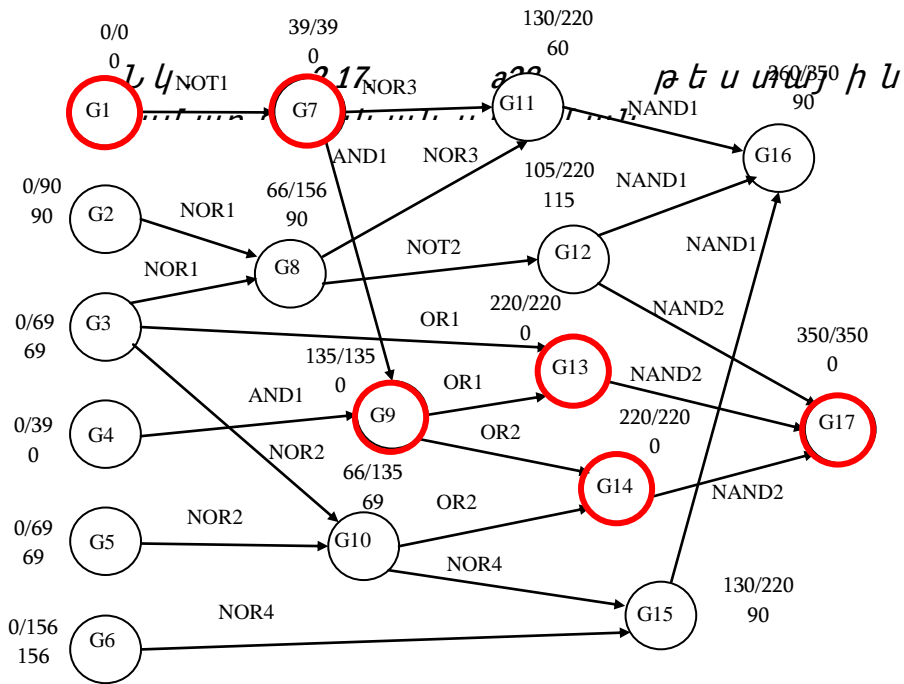 0/0
0
39/39
0
130/220
60
260/350
90
NOT1
NOR3
NAND1
G1
G7
G11
G16
AND1
NOR3
105/220
115
NAND1
0/90
90
66/156
90
NOR1
G2
G8
NOT2
G12
NAND1
NOR1
0/69
69
G3
OR1
220/220
0
NAND2
350/350
0
135/135
0
G13
NAND2
AND1
OR1
0/39
0
G4
G9
OR2
220/220
0
G17
NOR2
66/135
69
G14
NAND2
OR2
0/69
69
G5
NOR2
G10
NOR4
130/220
90
G15
0/156
156
G6
NOR4